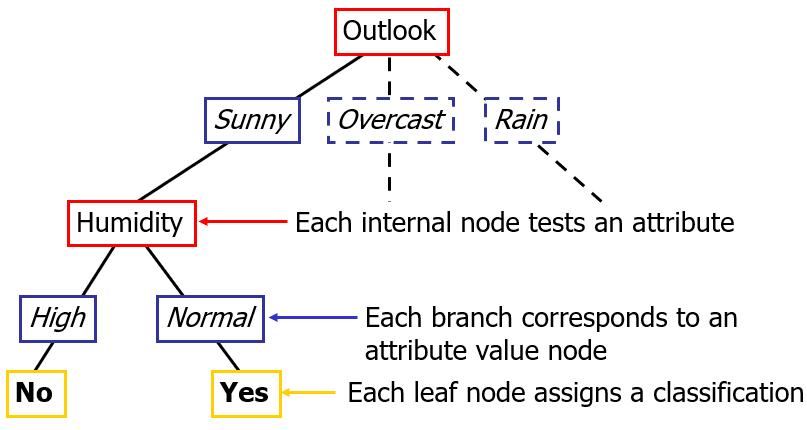 Outlook
Sunny
Overcast
Rain
Humidity
Each internal node tests an attribute
High
Normal
Each branch corresponds to an
attribute value node
No
Yes
Each leaf node assigns a classification